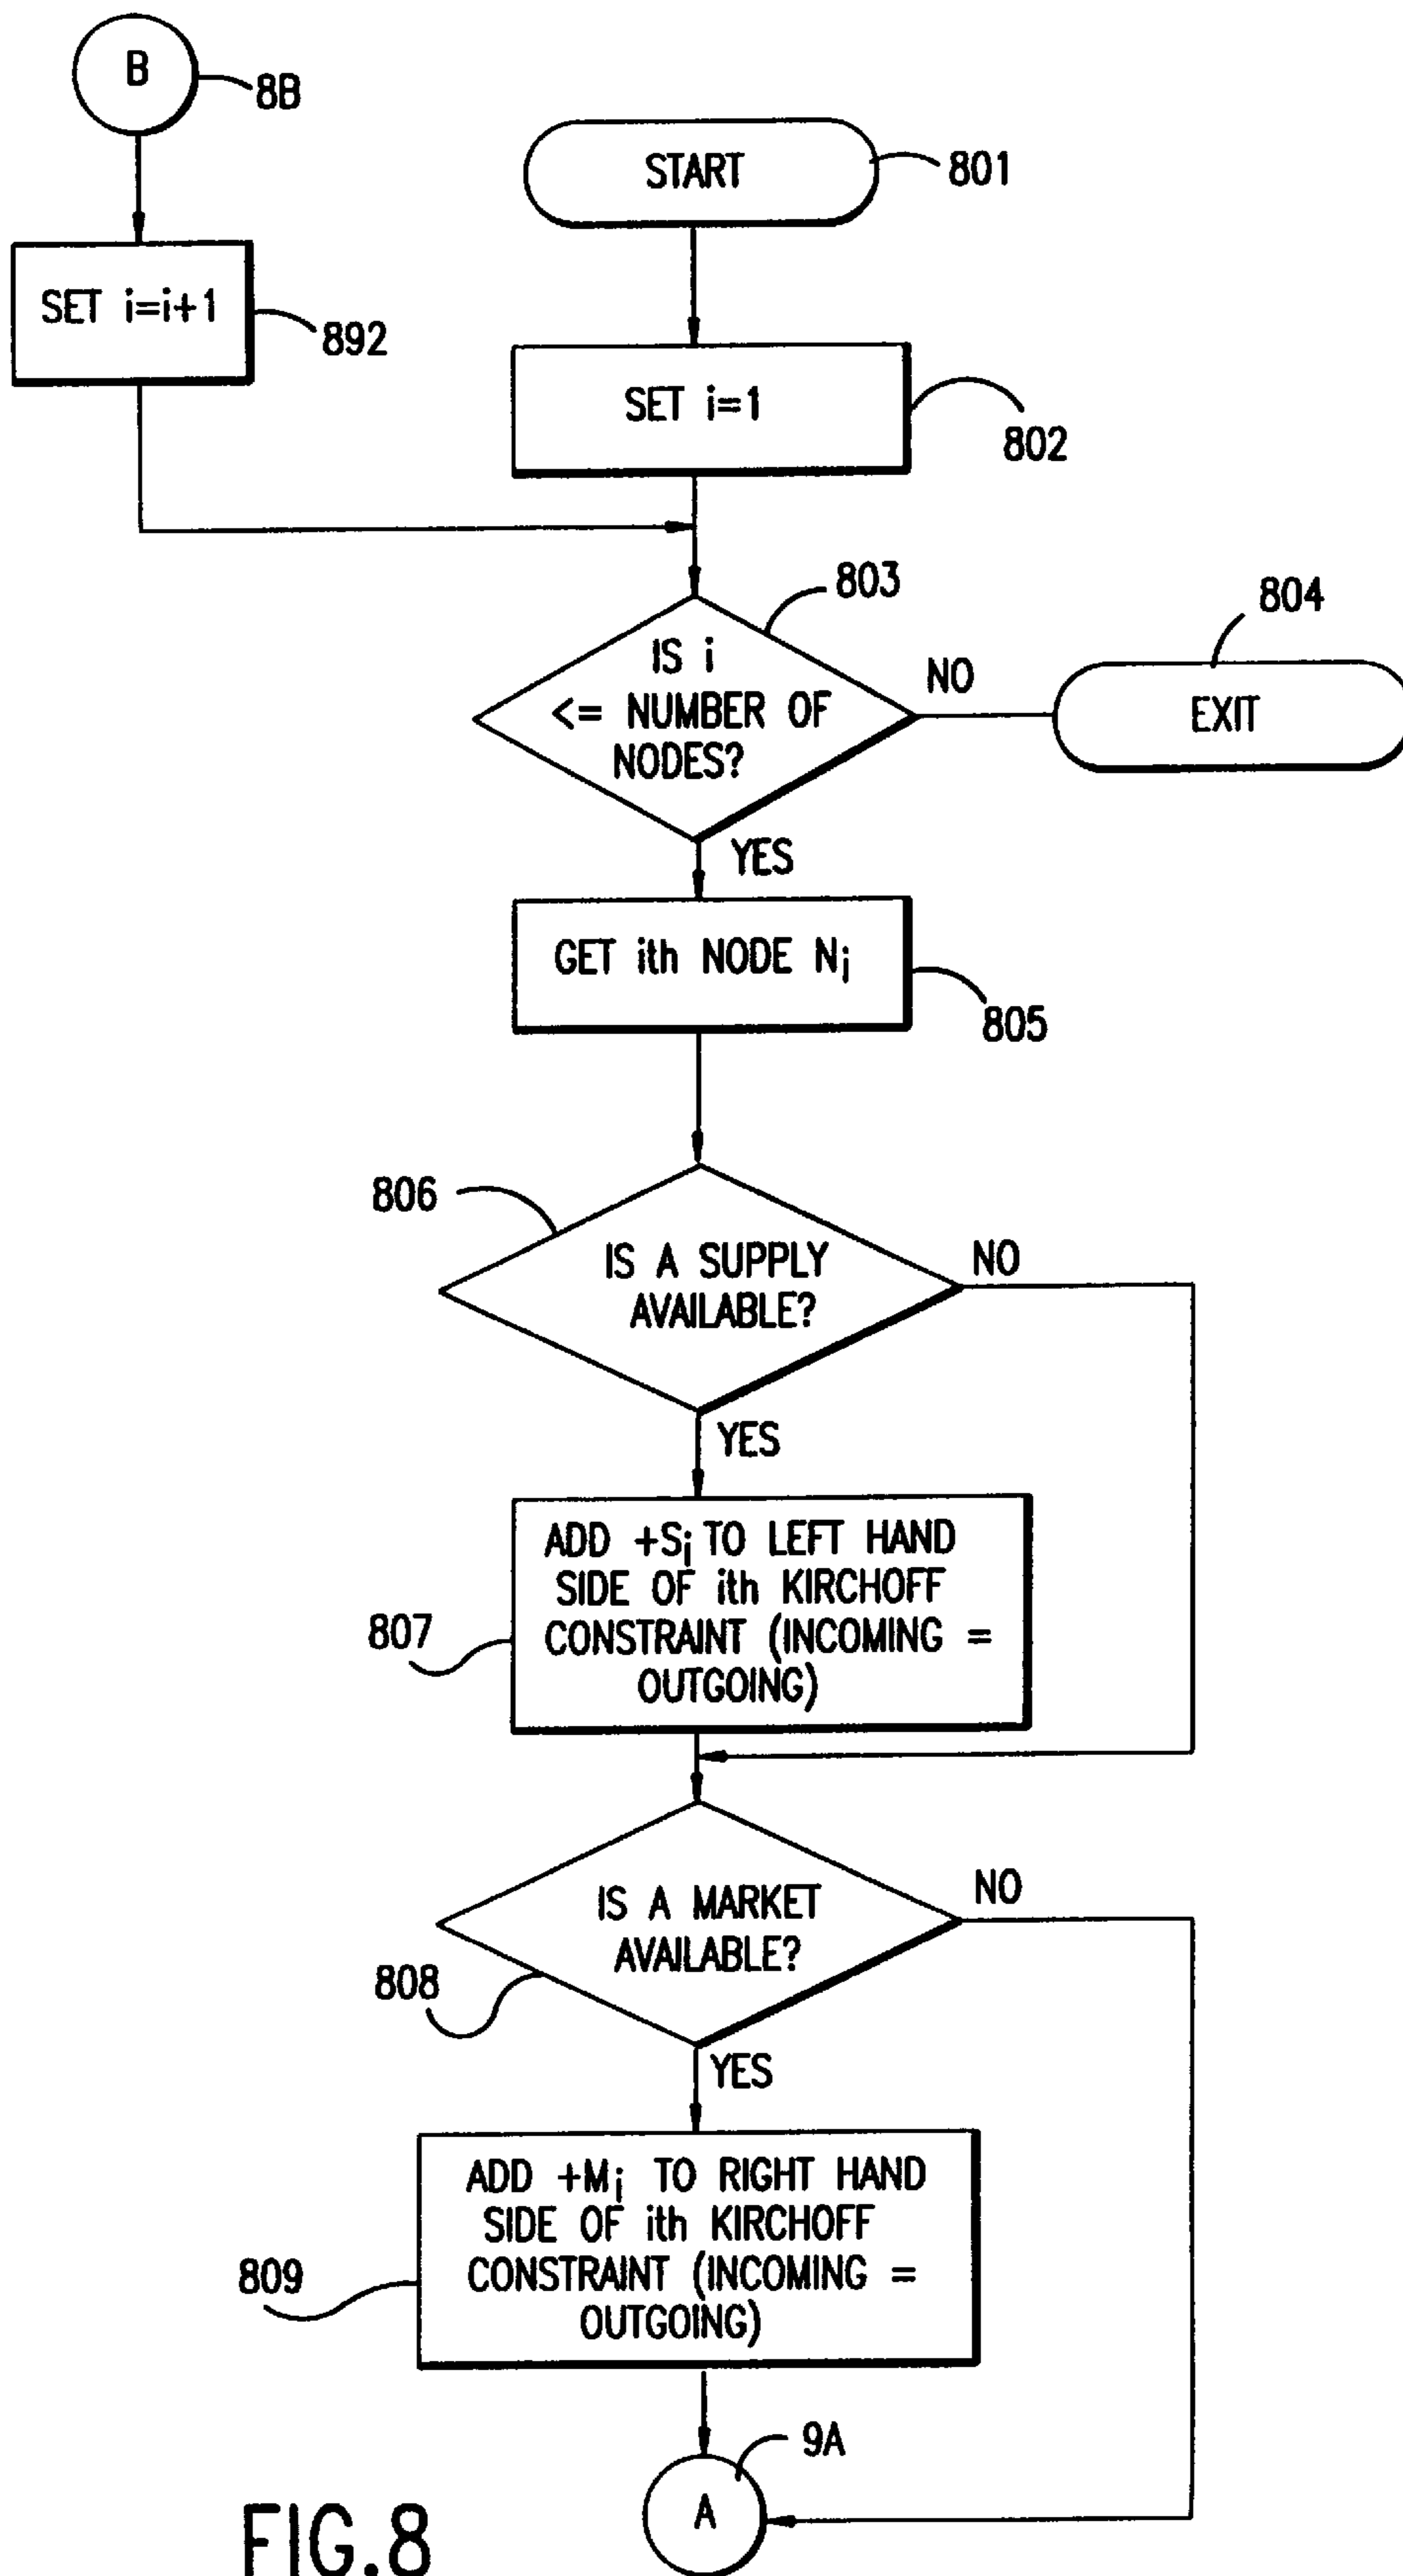 B
8B
START
801
SET i=i+1
892
SET i=1
802
803
IS i
<= NUMBER OF
NODES?
NO
804
EXIT
YES
GET ith NODE Ni
805
806
IS A SUPPLY
AVAILABLE?
NO
YES
ADD +Si TO LEFT HAND
SIDE OF ith KIRCHOFF
CONSTRAINT (INCOMING =
OUTGOING)
807
IS A MARKET
AVAILABLE?
NO
808
YES
ADD +Mi TO RIGHT HAND
SIDE OF ith KIRCHOFF
CONSTRAINT (INCOMING =
OUTGOING)
809
9A
A
FIG.8